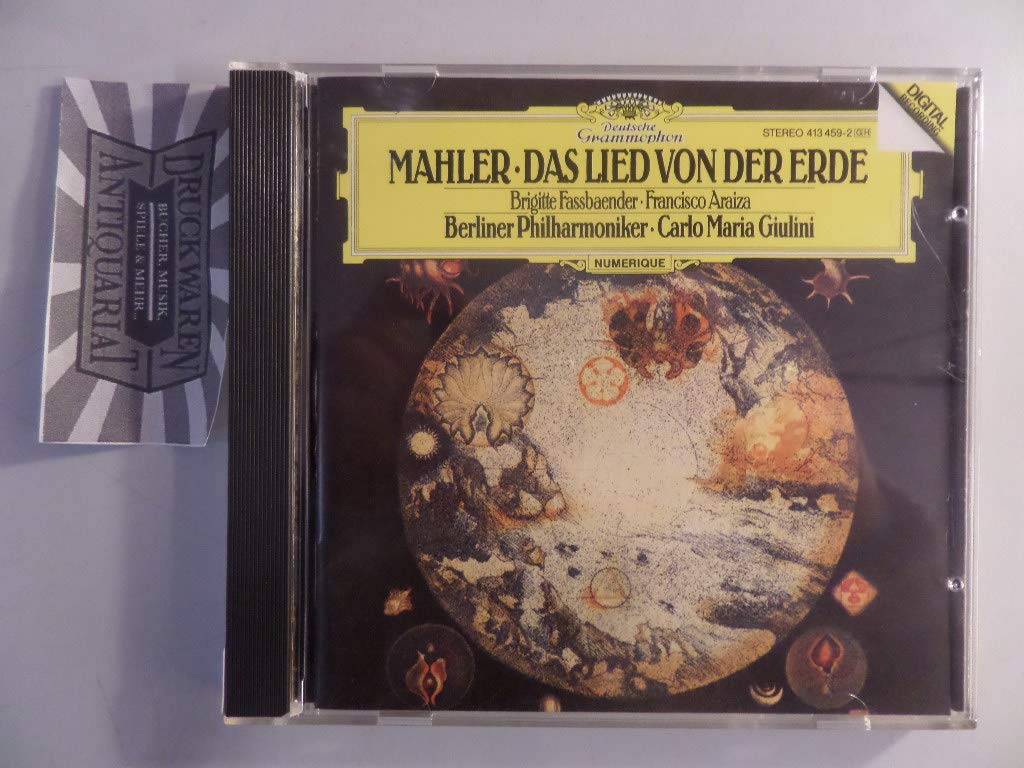 DRUCKWAREN
BÜCHER, MUSIK,
SPIELE & MEHR...
ANTIQUARIAT
Deutsche
Grammophon
STEREO 413 459-2 GH
DIGITAL
RECORDING
MAHLER · DAS LIED VON DER ERDE
Brigitte Fassbaender · Francisco Araiza
Berliner Philharmoniker · Carlo Maria Giulini
NUMERIQUE